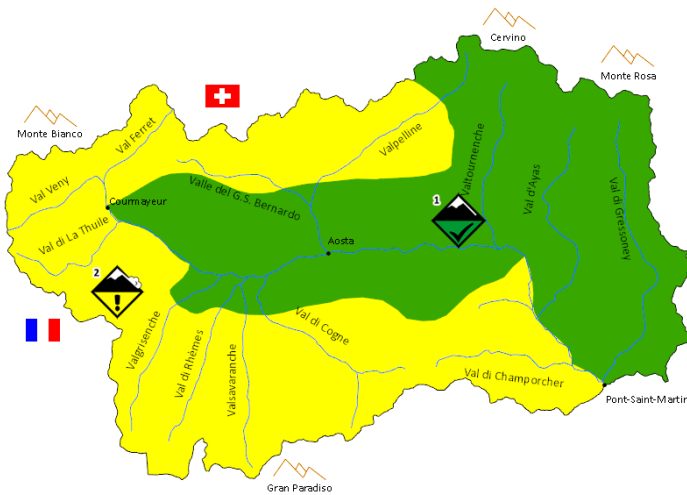 Cervino
Monte Rosa
Monte Bianco
Val Ferret
Valpelline
Valtournenche
Val Veny
Valle del G.S. Bernardo
Val d'Ayas
Val di Gressoney
Courmayeur
1
Val di La Thuile
Aosta
2
Valgrisenche
Val di Rhêmes
Valsavaranche
Val di Cogne
Val di Champorcher
Pont-Saint-Martin
Gran Paradiso